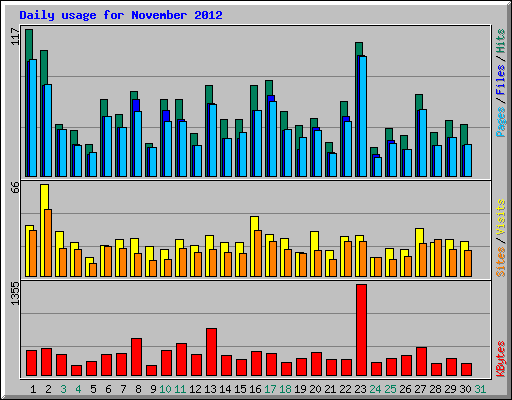 Daily usage for November 2012
117
Pages / Files / Hits
66
Sites / Visits
1355
KBytes
1 2 3 4 5 6 7 8 9 10 11 12 13 14 15 16 17 18 19 20 21 22 23 24 25 26 27 28 29 30 31